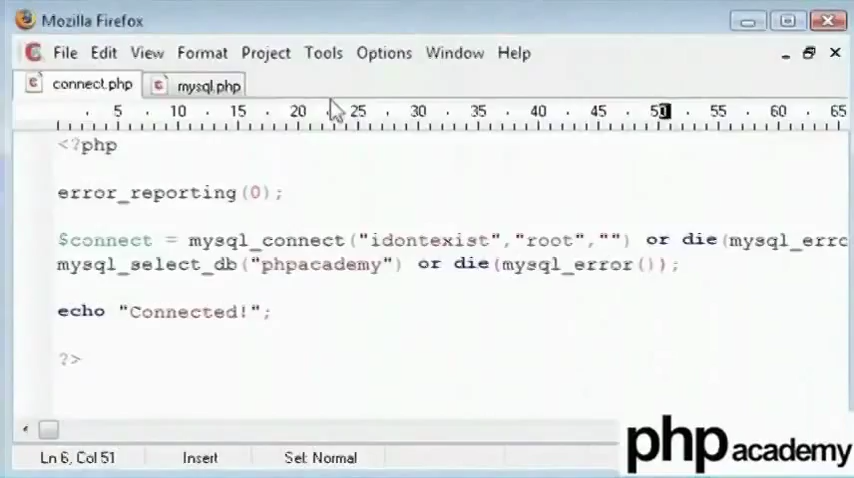 Mozilla Firefox
File Edit View Format Project Tools Options Window Help
connect.php mysql.php
5 10 15 20 25 30 35 40 45 50 55 60 65
<?php
error_reporting(0);
$connect = mysql_connect("idontexist","root","") or die(mysql_erro
mysql_select_db("phpacademy") or die(mysql_error());
echo "Connected!";
?>
Ln 6, Col 51 Insert Sel: Normal
php academy